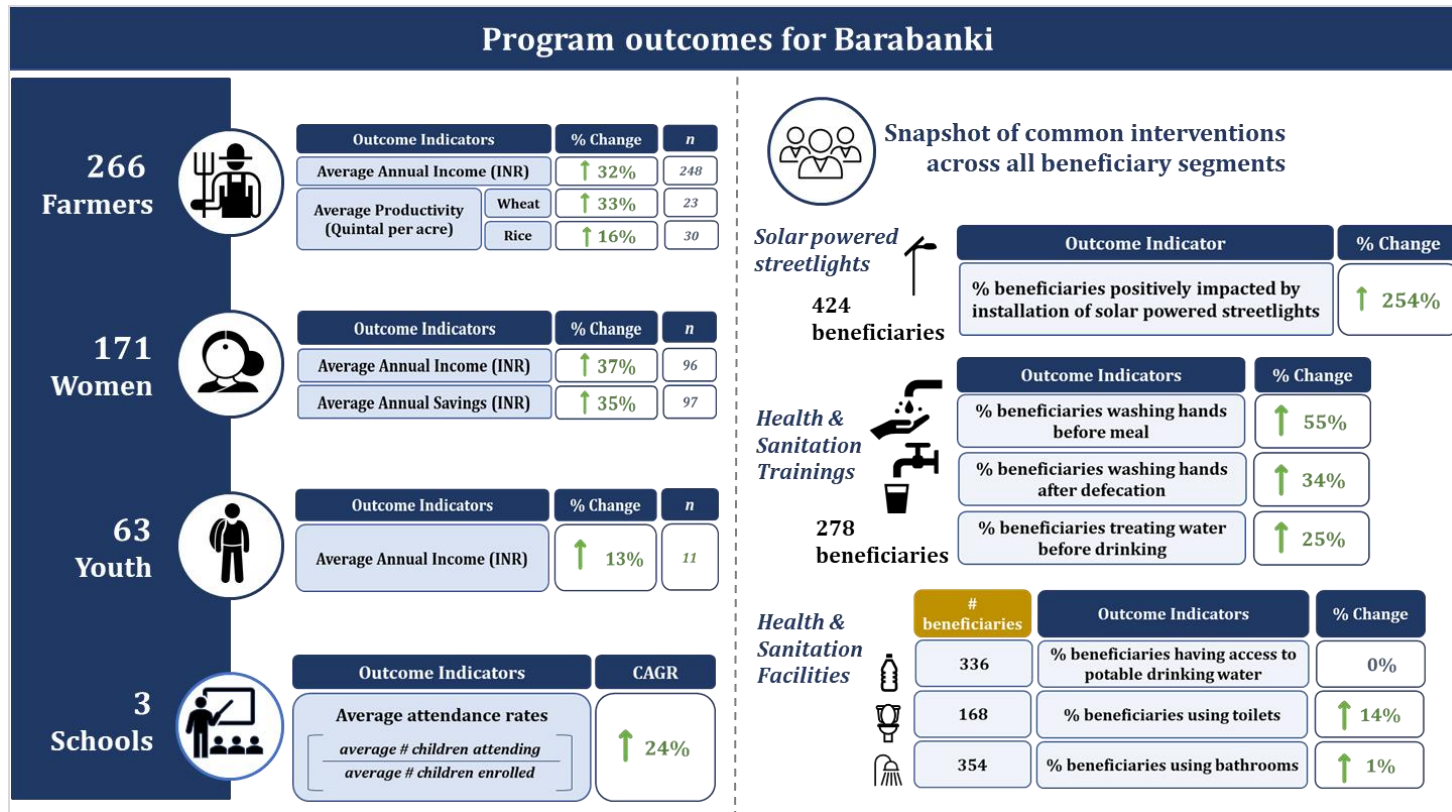 Program outcomes for Barabanki
266
Farmers
Outcome Indicators
% Change
n
Average Annual Income (INR)
32%
248
Average Productivity
(Quintal per acre)
Wheat
33%
23
Rice
16%
30
171
Women
Outcome Indicators
% Change
n
Average Annual Income (INR)
37%
96
Average Annual Savings (INR)
35%
97
63
Youth
Outcome Indicators
% Change
n
Average Annual Income (INR)
13%
11
3
Schools
Outcome Indicators
CAGR
Average attendance rates
average # children attending
average # children enrolled
24%
Snapshot of common interventions
across all beneficiary segments
Solar powered
streetlights
424
beneficiaries
Outcome Indicator
% Change
% beneficiaries positively impacted by
installation of solar powered streetlights
254%
Health &
Sanitation
Trainings
278
beneficiaries
Outcome Indicators
% Change
% beneficiaries washing hands
before meal
55%
% beneficiaries washing hands
after defecation
34%
% beneficiaries treating water
before drinking
25%
Health &
Sanitation
Facilities
#
beneficiaries
Outcome Indicators
% Change
336
% beneficiaries having access to
potable drinking water
0%
168
% beneficiaries using toilets
14%
354
% beneficiaries using bathrooms
1%